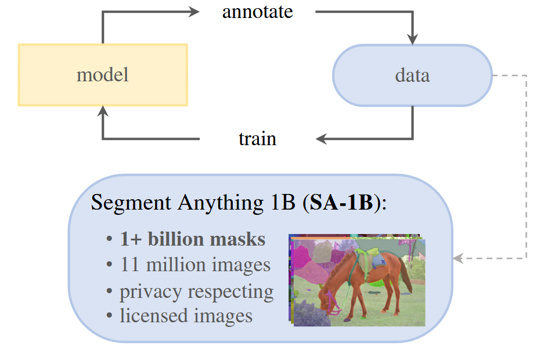 annotate
model
data
train
Segment Anything 1B (SA-1B):
• 1+ billion masks
• 11 million images
• privacy respecting
• licensed images